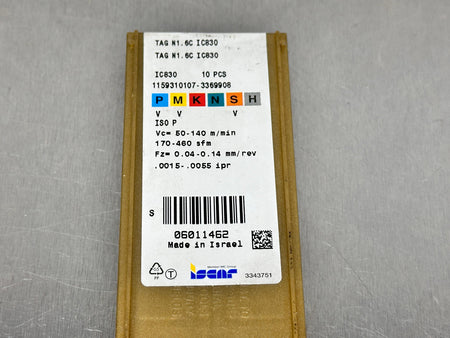 TAG N1.6C IC830
TAG N1.6C IC830
IC830 10 PCS
1159310107-3369908
P M K N S H
V V V
ISO P
Vc= 50-140 m/min
170-460 sfm
Fz= 0.04-0.14 mm/rev
.0015-.0055 ipr
S
06011462
Made in Israel
PP
T
iscar
3343751